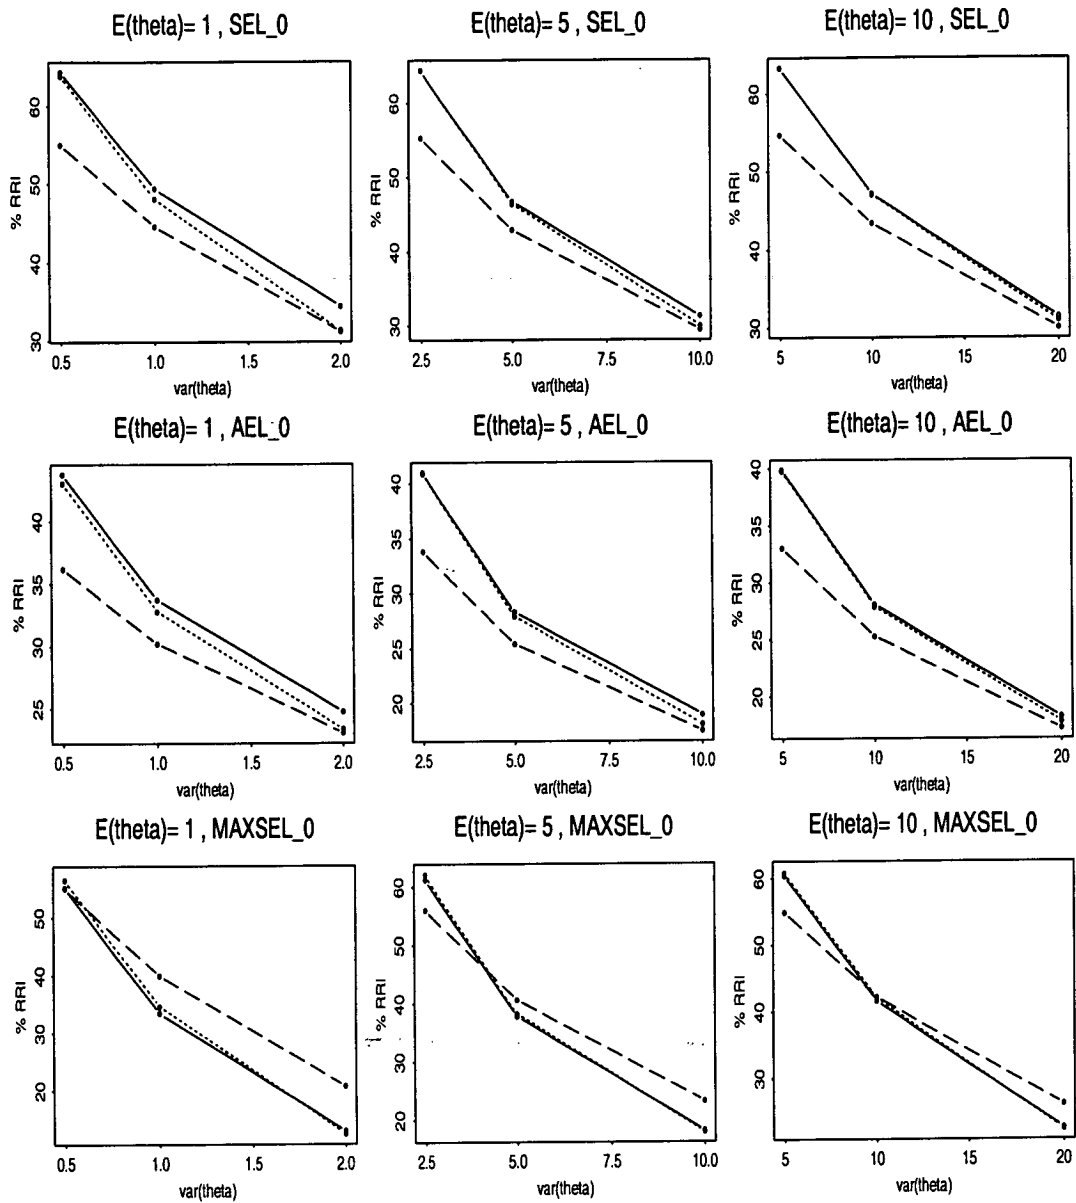 E(theta)= 1 , SEL_0
E(theta)= 5 , SEL_0
E(theta)= 10 , SEL_0
% RRI
30 40 50 60
0.5 1.0 1.5 2.0
var(theta)
% RRI
30 40 50 60
2.5 5.0 7.5 10.0
var(theta)
% RRI
30 40 50 60
5 10 15 20
var(theta)
E(theta)= 1 , AEL_0
E(theta)= 5 , AEL_0
E(theta)= 10 , AEL_0
% RRI
25 30 35 40
0.5 1.0 1.5 2.0
var(theta)
% RRI
20 25 30 35 40
2.5 5.0 7.5 10.0
var(theta)
% RRI
20 25 30 35 40
5 10 15 20
var(theta)
E(theta)= 1 , MAXSEL_0
E(theta)= 5 , MAXSEL_0
E(theta)= 10 , MAXSEL_0
% RRI
20 30 40 50
0.5 1.0 1.5 2.0
var(theta)
% RRI
20 30 40 50 60
2.5 5.0 7.5 10.0
var(theta)
% RRI
30 40 50 60
5 10 15 20
var(theta)